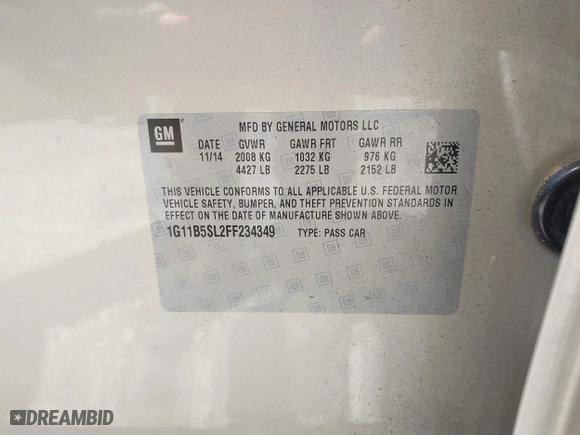 GM
MFD BY GENERAL MOTORS LLC
DATE GVWR GAWR FRT GAWR RR
11/14 2008 KG 1032 KG 976 KG
4427 LB 2275 LB 2152 LB
THIS VEHICLE CONFORMS TO ALL APPLICABLE U.S. FEDERAL MOTOR
VEHICLE SAFETY, BUMPER, AND THEFT PREVENTION STANDARDS IN
EFFECT ON THE DATE OF MANUFACTURE SHOWN ABOVE.
1G11B5SL2FF234349 TYPE: PASS CAR
DREAMBID